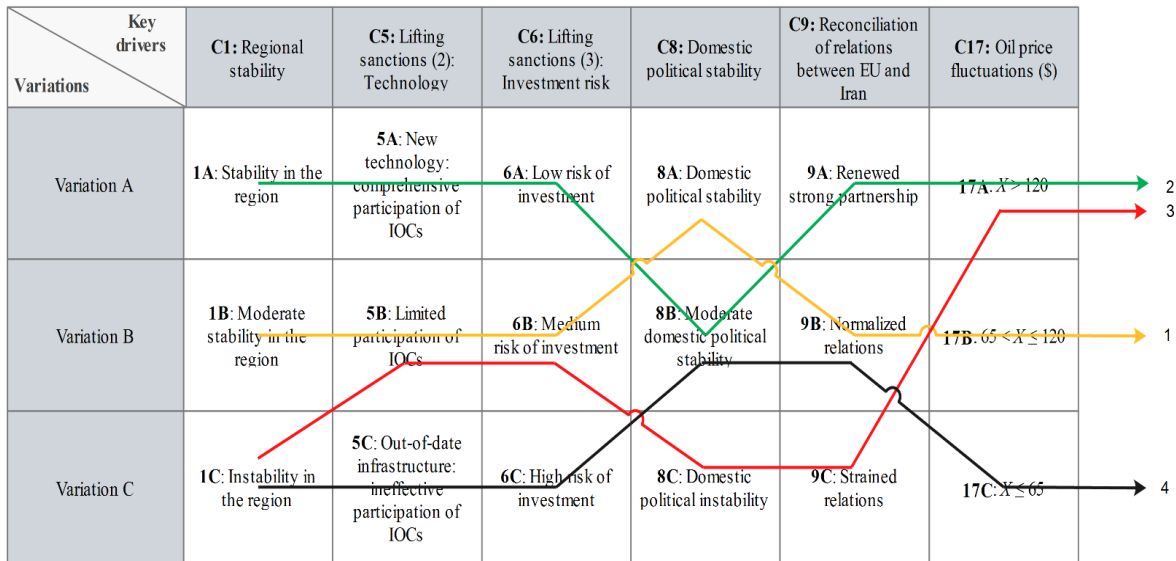 Key
drivers
Variations
C1: Regional
stability
C5: Lifting
sanctions (2):
Technology
C6: Lifting
sanctions (3):
Investment risk
C8: Domestic
political stability
C9: Reconciliation
of relations
between EU and
Iran
C17: Oil price
fluctuations ($)
Variation A
1A: Stability in the
region
5A: New
technology:
comprehensive
participation of
IOCs
6A: Low risk of
investment
8A: Domestic
political stability
9A: Renewed
strong partnership
17A: X > 120
2
3
Variation B
1B: Moderate
stability in the
region
5B: Limited
participation of
IOCs
6B: Medium
risk of investment
8B: Moderate
domestic political
stability
9B: Normalized
relations
17B: 65 < X ≤ 120
1
Variation C
1C: Instability in
the region
5C: Out-of-date
infrastructure:
ineffective
participation of
IOCs
6C: High risk of
investment
8C: Domestic
political instability
9C: Strained
relations
17C: X ≤ 65
4